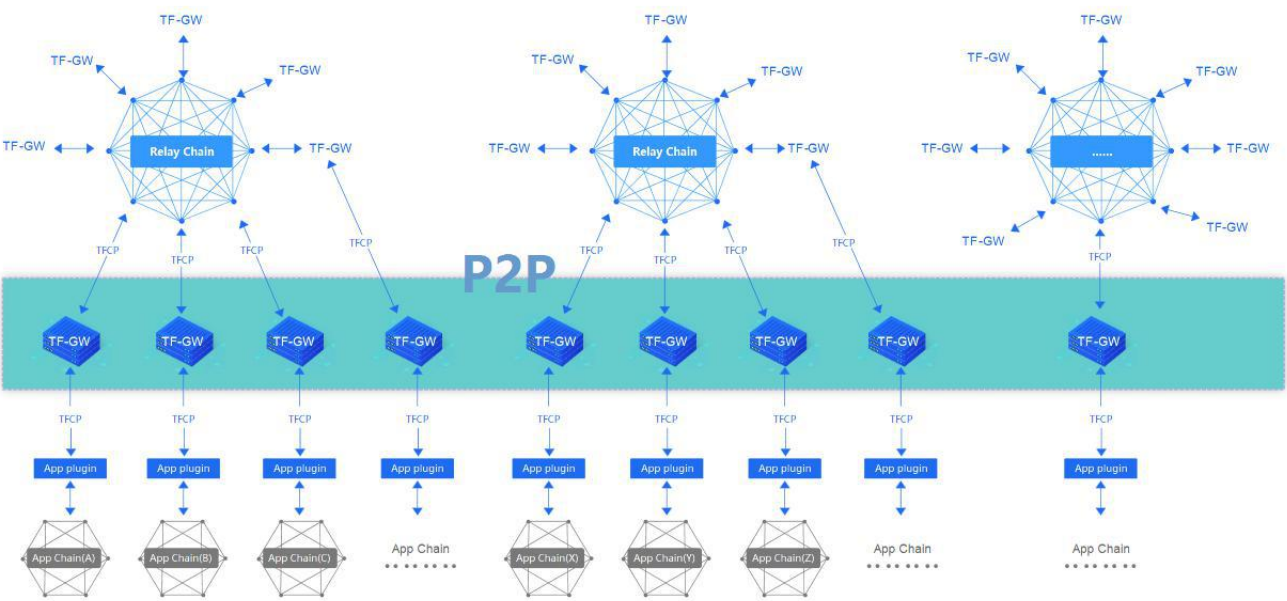 TF-GW TF-GW TF-GW
TF-GW TF-GW TF-GW
TF-GW TF-GW TF-GW
TF-GW Relay Chain TF-GW TF-GW Relay Chain TF-GW TF-GW ...... TF-GW
TF-GW TF-GW
TFCP TFCP TFCP TFCP TFCP TFCP TFCP TFCP TFCP
P2P
TF-GW TF-GW TF-GW TF-GW TF-GW TF-GW TF-GW TF-GW TF-GW
TFCP TFCP TFCP TFCP TFCP TFCP TFCP TFCP TFCP
App plugin App plugin App plugin App plugin App plugin App plugin App plugin App plugin App plugin
App Chain(A) App Chain(B) App Chain(C) App Chain App Chain(X) App Chain(Y) App Chain(Z) App Chain App Chain